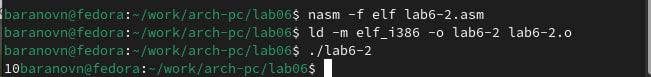 baranovn@fedora:~/work/arch-pc/lab06$ nasm -f elf lab6-2.asm
baranovn@fedora:~/work/arch-pc/lab06$ ld -m elf_i386 -o lab6-2 lab6-2.o
baranovn@fedora:~/work/arch-pc/lab06$ ./lab6-2
10baranovn@fedora:~/work/arch-pc/lab06$